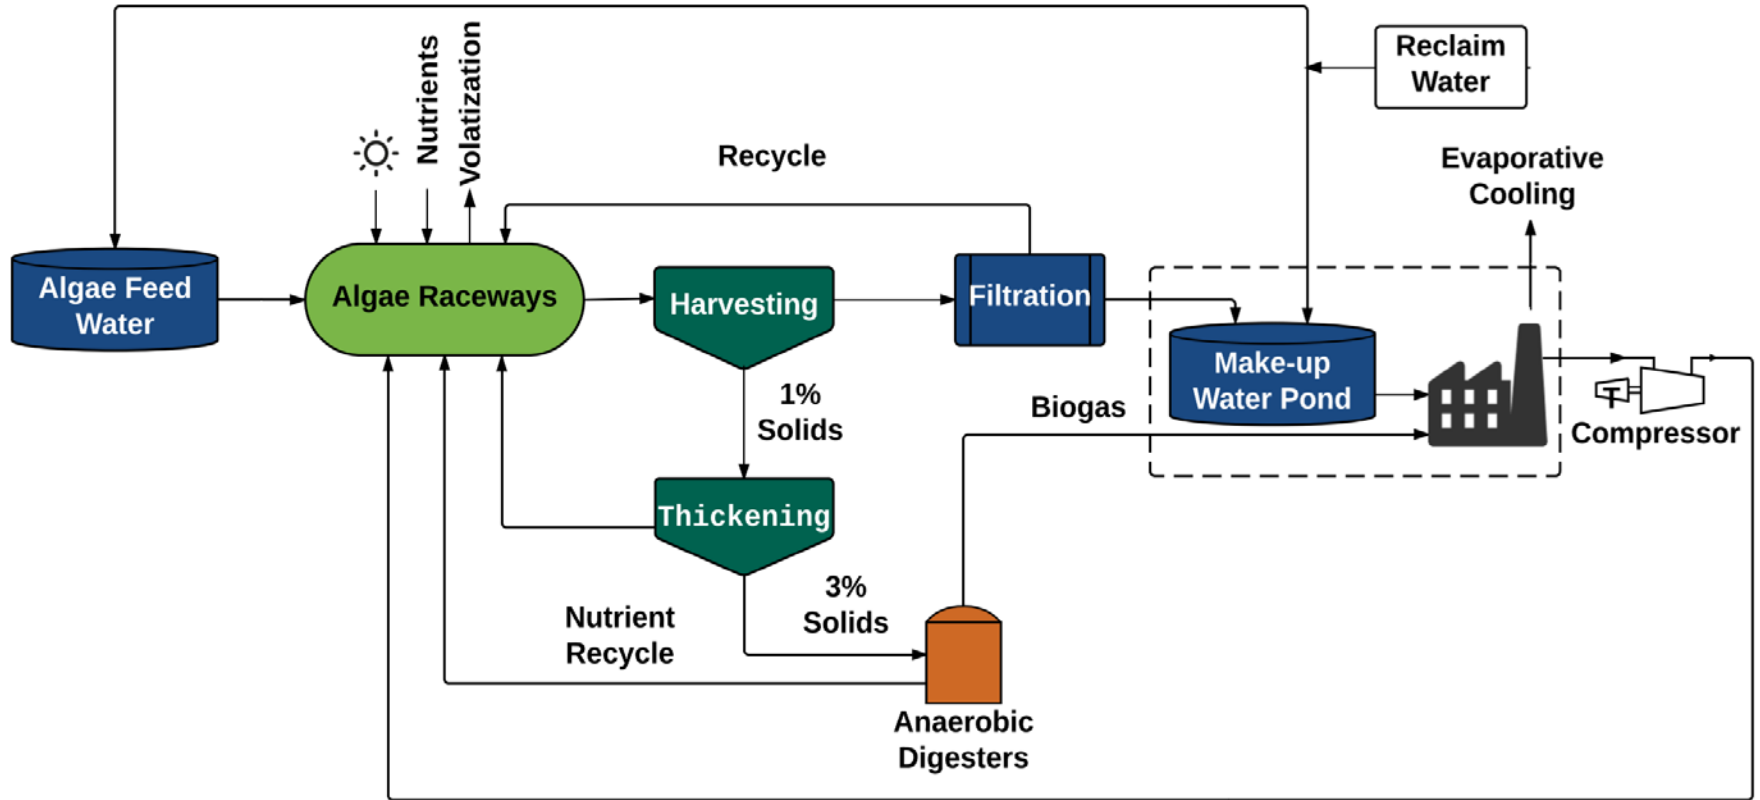 Reclaim
Water
Nutrients
Volatization
Recycle
Evaporative
Cooling
Algae Feed
Water
Algae Raceways
Harvesting
Filtration
Make-up
Water Pond
1%
Solids
Biogas
T
Compressor
Thickening
3%
Solids
Nutrient
Recycle
Anaerobic
Digesters